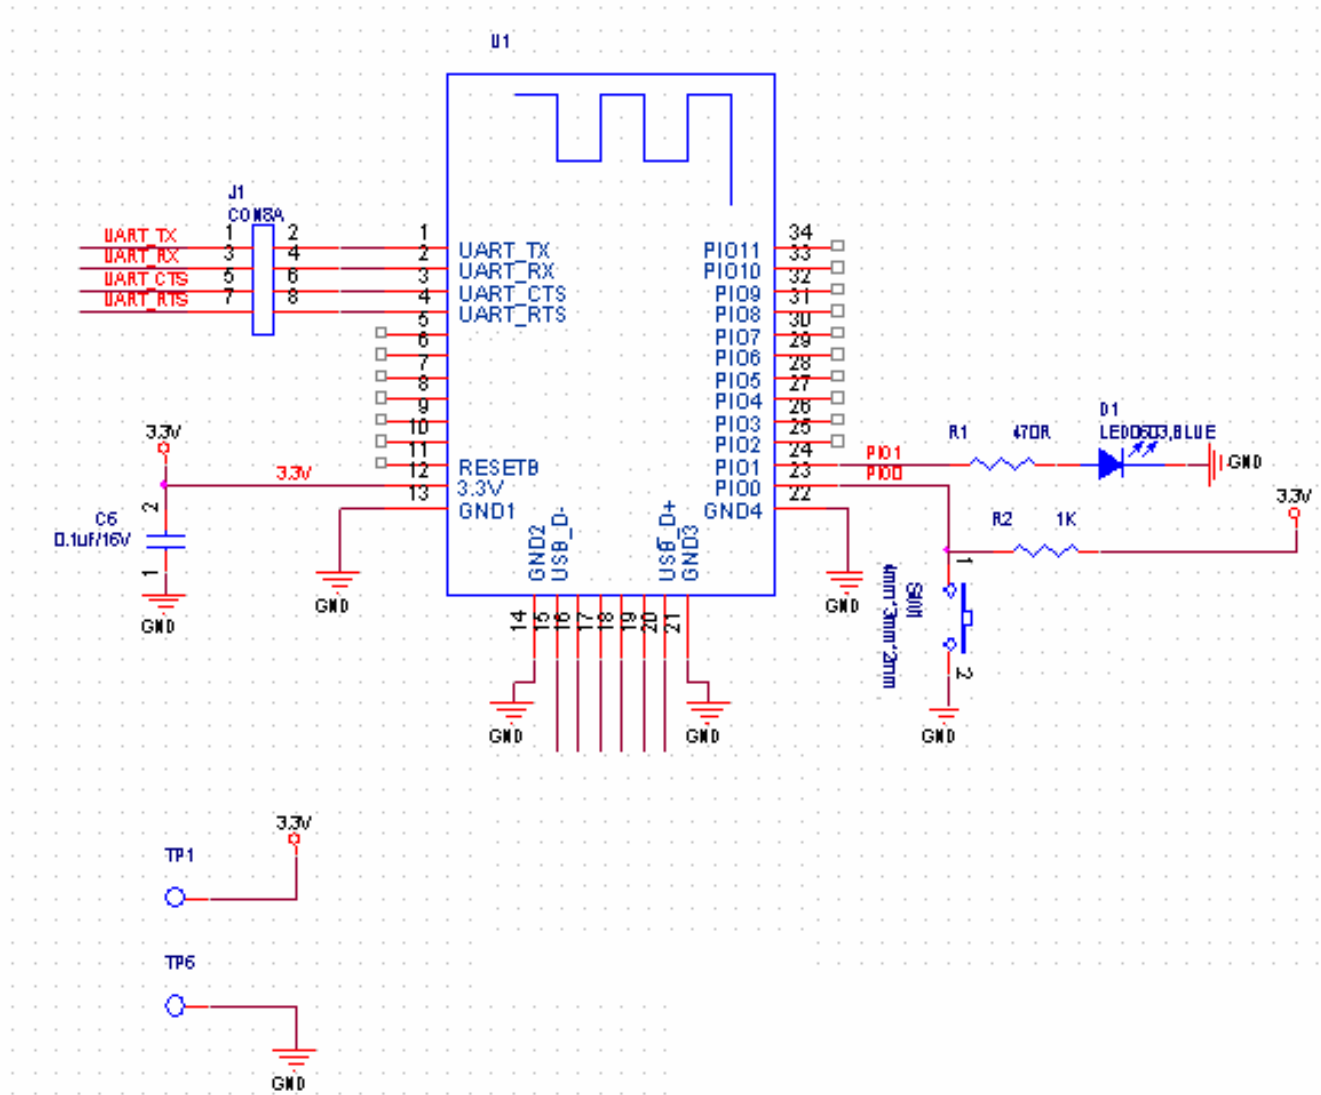 U1
J1
CON8A
UART_TX
UART_RX
UART_CTS
UART_RTS
1
3
5
7
2
4
6
8
1
2
3
4
5
6
7
8
9
10
11
12
13
UART_TX
UART_RX
UART_CTS
UART_RTS
RESETB
3.3V
GND1
34
33
32
31
30
29
28
27
26
25
24
23
22
PIO11
PIO10
PIO9
PIO8
PIO7
PIO6
PIO5
PIO4
PIO3
PIO2
PIO1
PIO0
GND4
GND2
USB_D-
USB_D+
GND3
14
15
16
17
18
19
20
21
3.3V
3.3V
2
C6
0.1uF/16V
1
GND
GND
GND
GND
GND
PIO1
PIO0
R1 470R
D1
LED0603,BLUE
GND
R2 1K
3.3V
1
SW1
4mm*3mm*2mm
2
GND
3.3V
TP1
TP6
GND